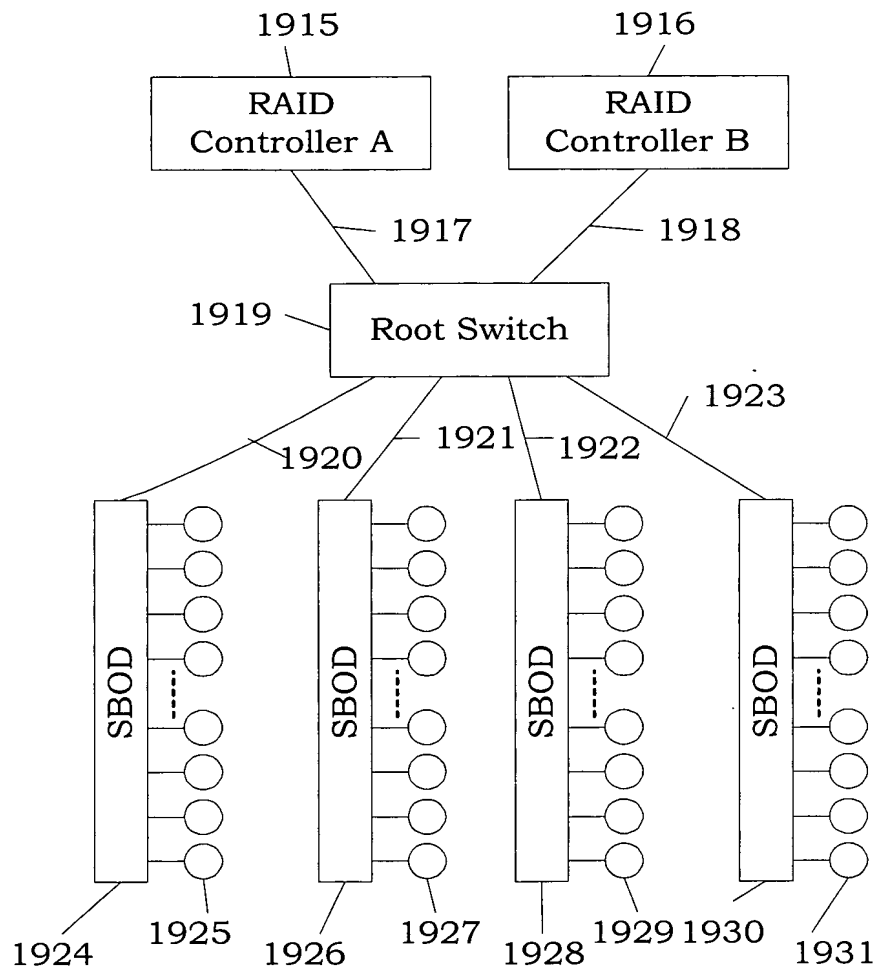 1915
1916
RAID
Controller A
RAID
Controller B
1917
1918
1919
Root Switch
1920
1921
1922
1923
SBOD
SBOD
SBOD
SBOD
1924
1925
1926
1927
1928
1929
1930
1931